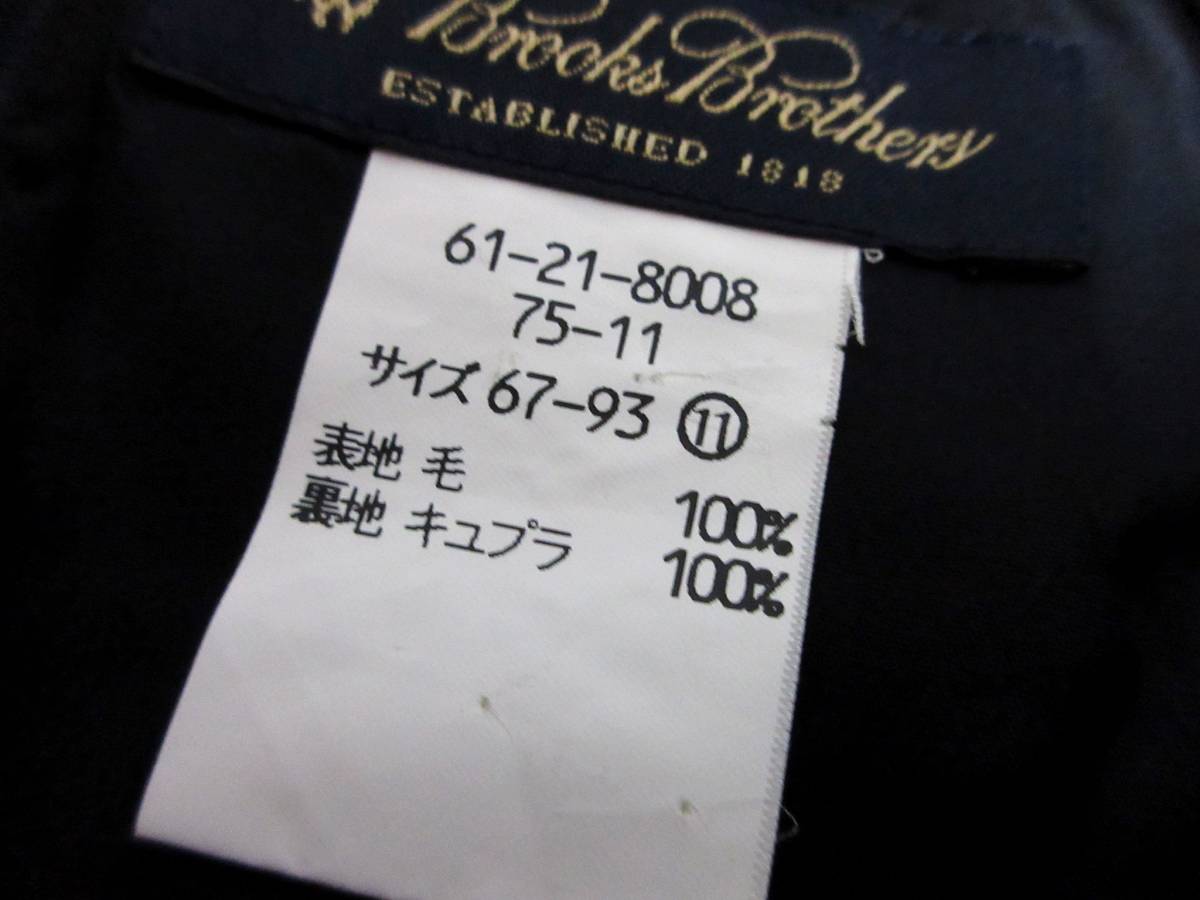 Brooks Brothers
ESTABLISHED 1818
61-21-8008
75-11
サイズ 67-93 ⑪
表地 毛 100%
裏地 キュプラ 100%